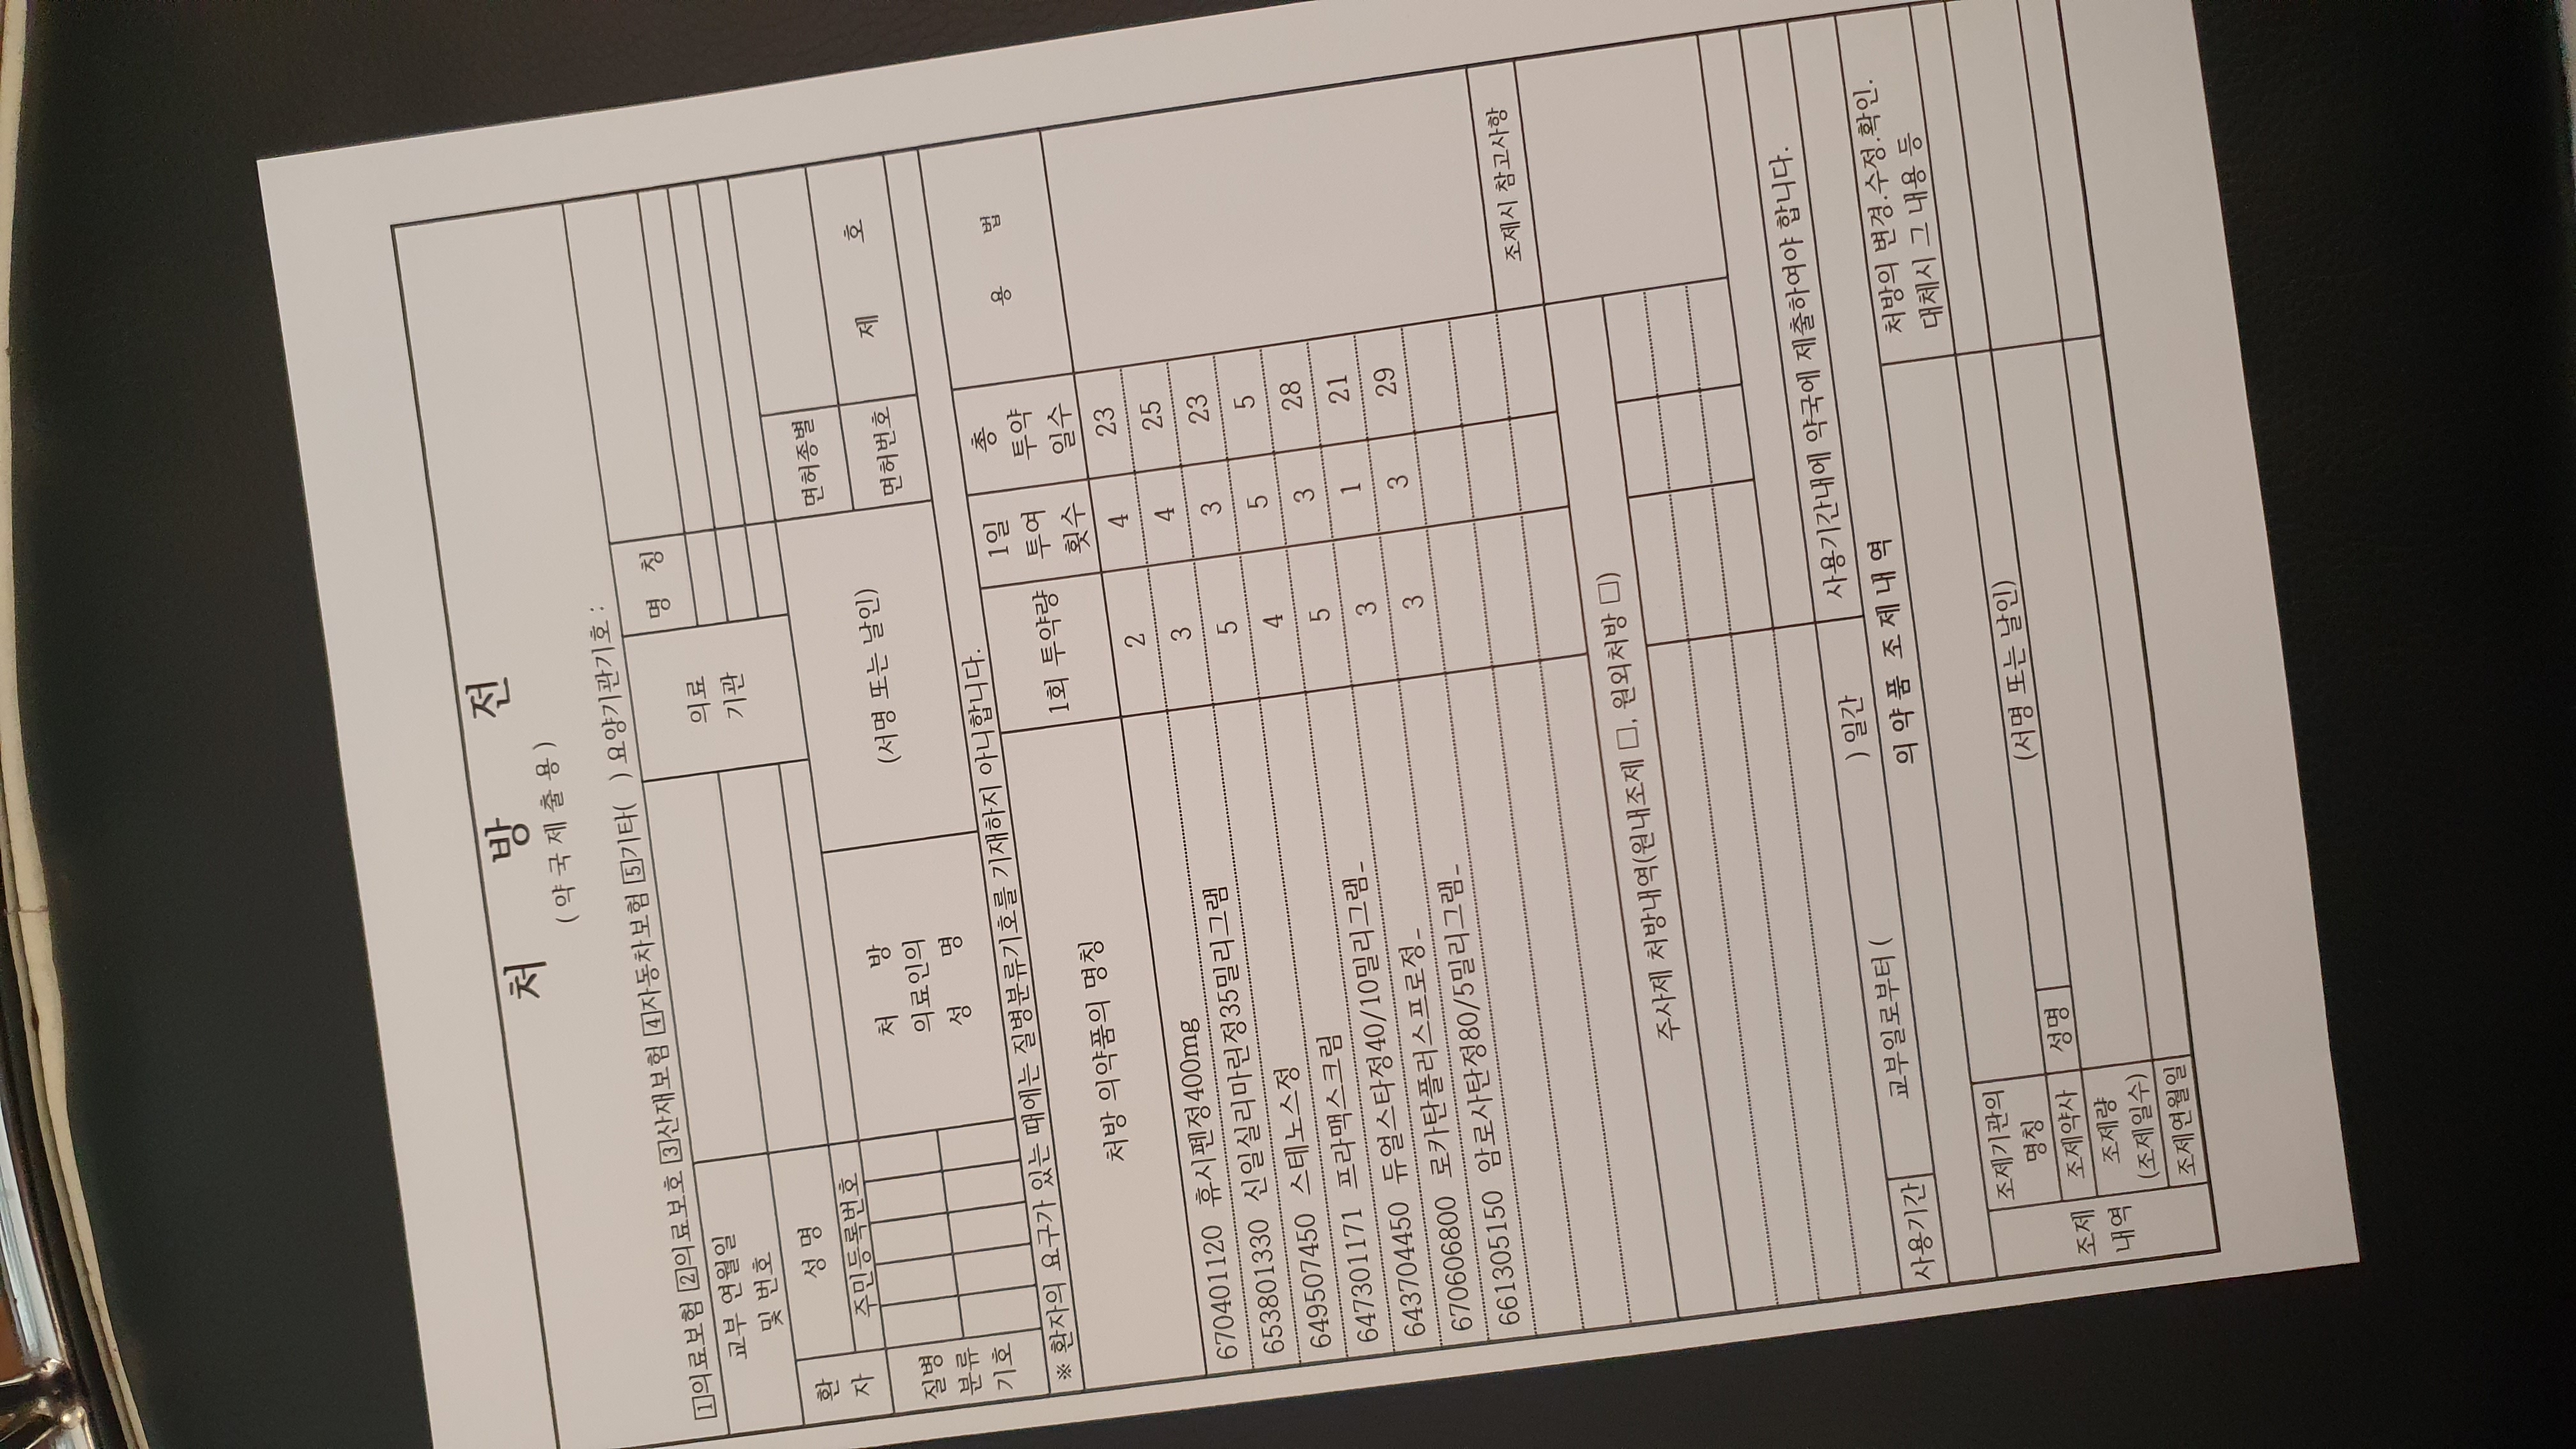 처 방 전
(약국제출용)
1의료보험 2의료보호 3산재보험 4자동차보험 5기타( ) 요양기관기호 :
교부 연월일
및 번호
의료
기관
명 칭
환
자
성 명
주민등록번호
질병
분류
기호
처 방
의료인의
성 명
(서명 또는 날인)
면허종별
면허번호
제 호
※ 환자의 요구가 있는 때에는 질병분류기호를 기재하지 아니합니다.
처방 의약품의 명칭
1회 투약량
1일
투여
횟수
총
투약
일수
용 법
670401120 휴시펜정400mg 2 4 23
653801330 신일실리마린정35밀리그램 3 4 25
649507450 스테노스정 5 3 23
647301171 프라맥스크림 4 5 5
643704450 듀얼스타정40/10밀리그램_ 5 3 28
670606800 로카탄플러스프로정_ 3 1 21
661305150 암로사탄정80/5밀리그램_ 3 3 29
조제시 참고사항
주사제 처방내역(원내조제 □, 원외처방 □)
사용기간 교부일로부터 ( ) 일간 사용기간내에 약국에 제출하여야 합니다.
의약품 조제내역
조제
내역
조제기관의
명칭
처방의 변경.수정.확인.
대체시 그 내용 등
조제약사 성명 (서명 또는 날인)
조제량
(조제일수)
조제연월일